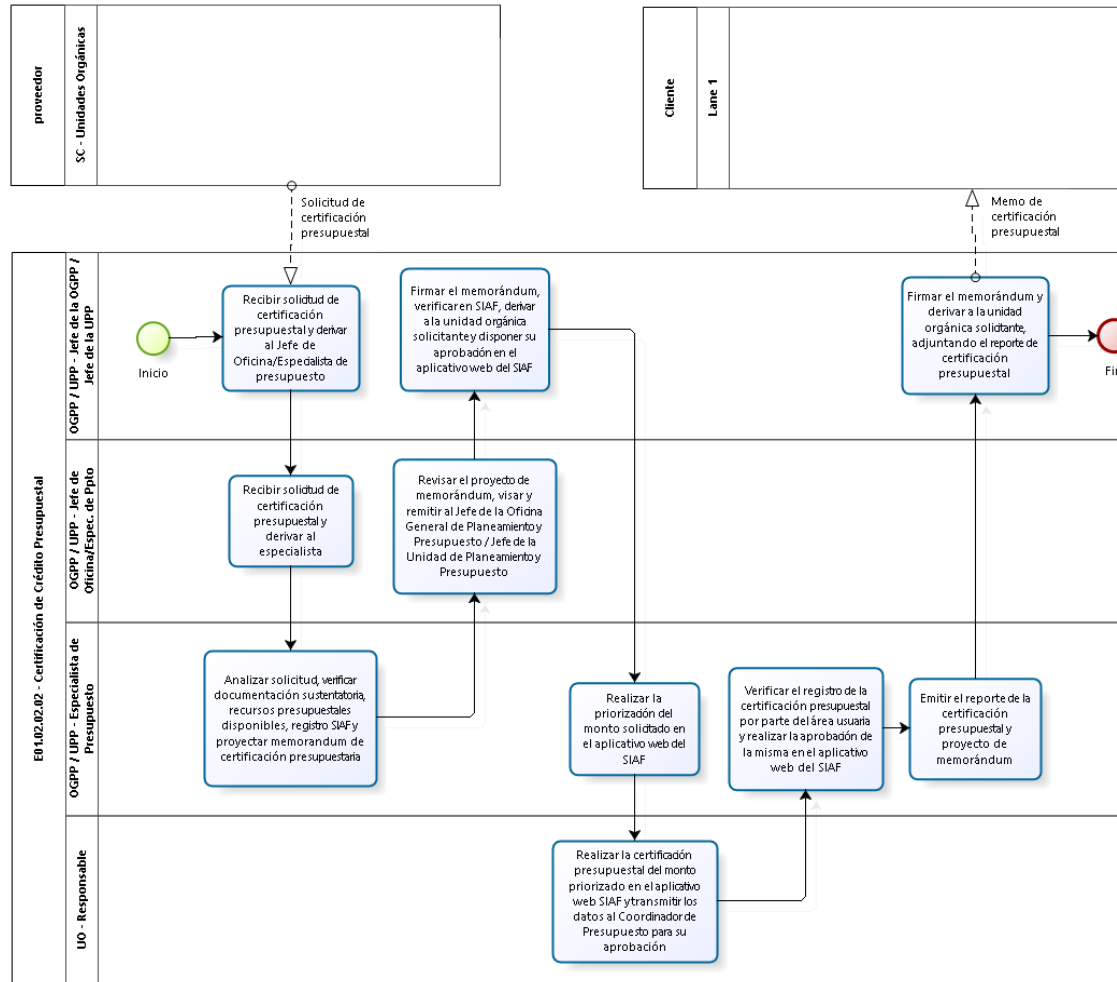 proveedor
SC - Unidades Orgánicas
Cliente
Lane 1
Solicitud de
certificación
presupuestal
Memo de
certificación
presupuestal
E01.02.02.02 - Certificación de Crédito Presupuestal
OGPP / UPP - Jefe de la OGPP /
Jefe de la UPP
Inicio
Recibir solicitud de
certificación
presupuestal y derivar
al Jefe de
Oficina/Especialista de
presupuesto
Firmar el memorándum,
verificar en SIAF, derivar
a la unidad orgánica
solicitante y disponer su
aprobación en el
aplicativo web del SIAF
Firmar el memorándum y
derivar a la unidad
orgánica solicitante,
adjuntando el reporte de
certificación
presupuestal
Fin
OGPP / UPP - Jefe de
Oficina/Espec. de Ppto
Recibir solicitud de
certificación
presupuestal y
derivar al
especialista
Revisar el proyecto de
memorándum, visar y
remitir al Jefe de la Oficina
General de Planeamiento y
Presupuesto / Jefe de la
Unidad de Planeamiento y
Presupuesto
OGPP / UPP - Especialista de
Presupuesto
Analizar solicitud, verificar
documentación sustentatoria,
recursos presupuestales
disponibles, registro SIAF y
proyectar memorandum de
certificación presupuestaria
Realizar la
priorización del
monto solicitado en
el aplicativo web del
SIAF
Verificar el registro de la
certificación presupuestal
por parte del área usuaria
y realizar la aprobación de
la misma en el aplicativo
web del SIAF
Emitir el reporte de la
certificación
presupuestal y
proyecto de
memorándum
UO - Responsable
Realizar la certificación
presupuestal del monto
priorizado en el aplicativo
web SIAF y transmitir los
datos al Coordinador de
Presupuesto para su
aprobación